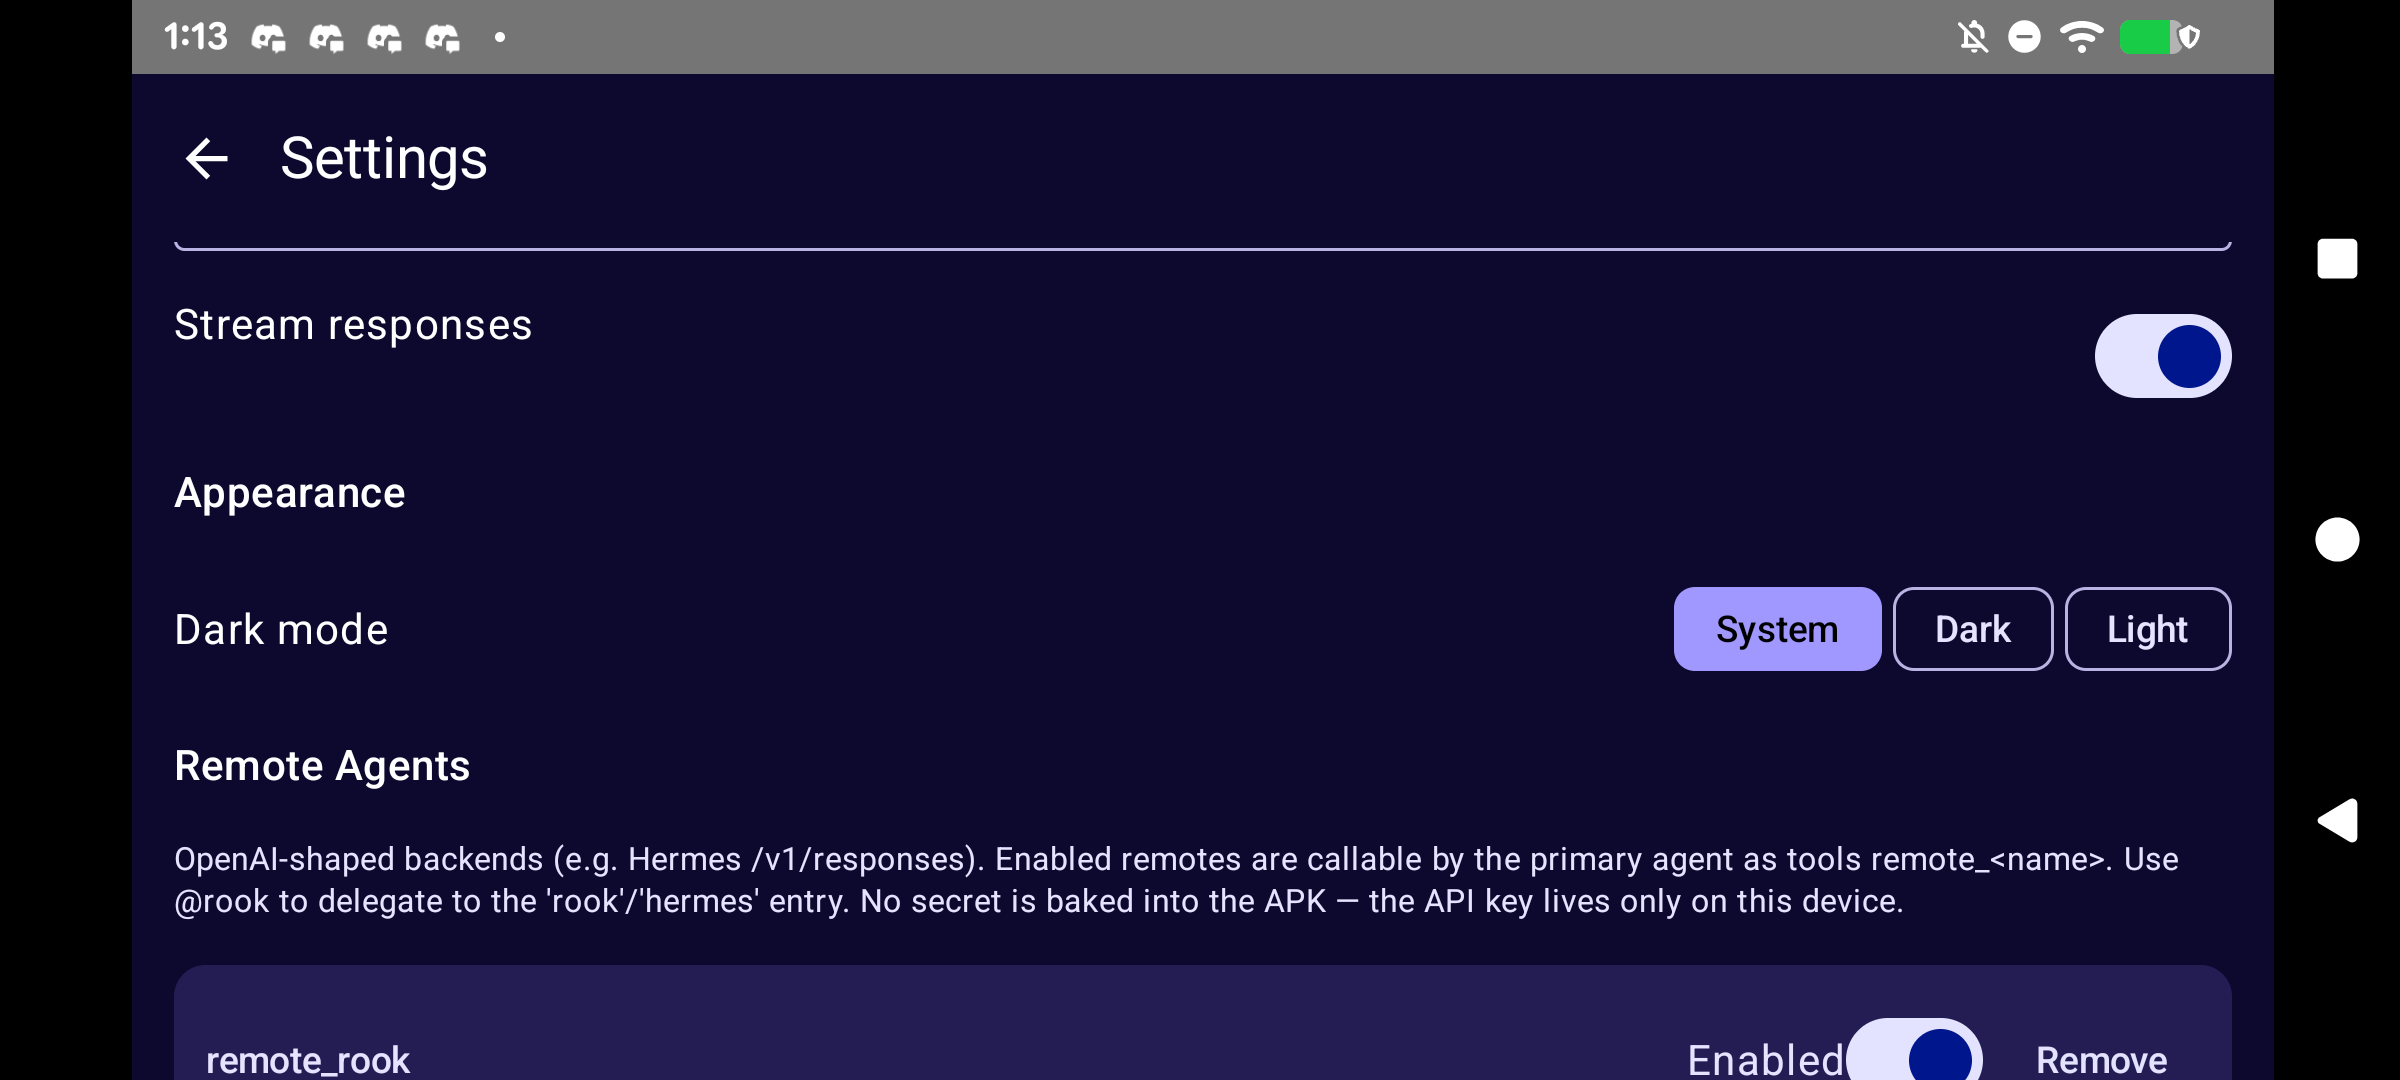 1:13
Settings
Stream responses
Appearance
Dark mode
System
Dark
Light
Remote Agents
OpenAI-shaped backends (e.g. Hermes /v1/responses). Enabled remotes are callable by the primary agent as tools remote_<name>. Use
@rook to delegate to the 'rook'/'hermes' entry. No secret is baked into the APK — the API key lives only on this device.
remote_rook
Enabled
Remove